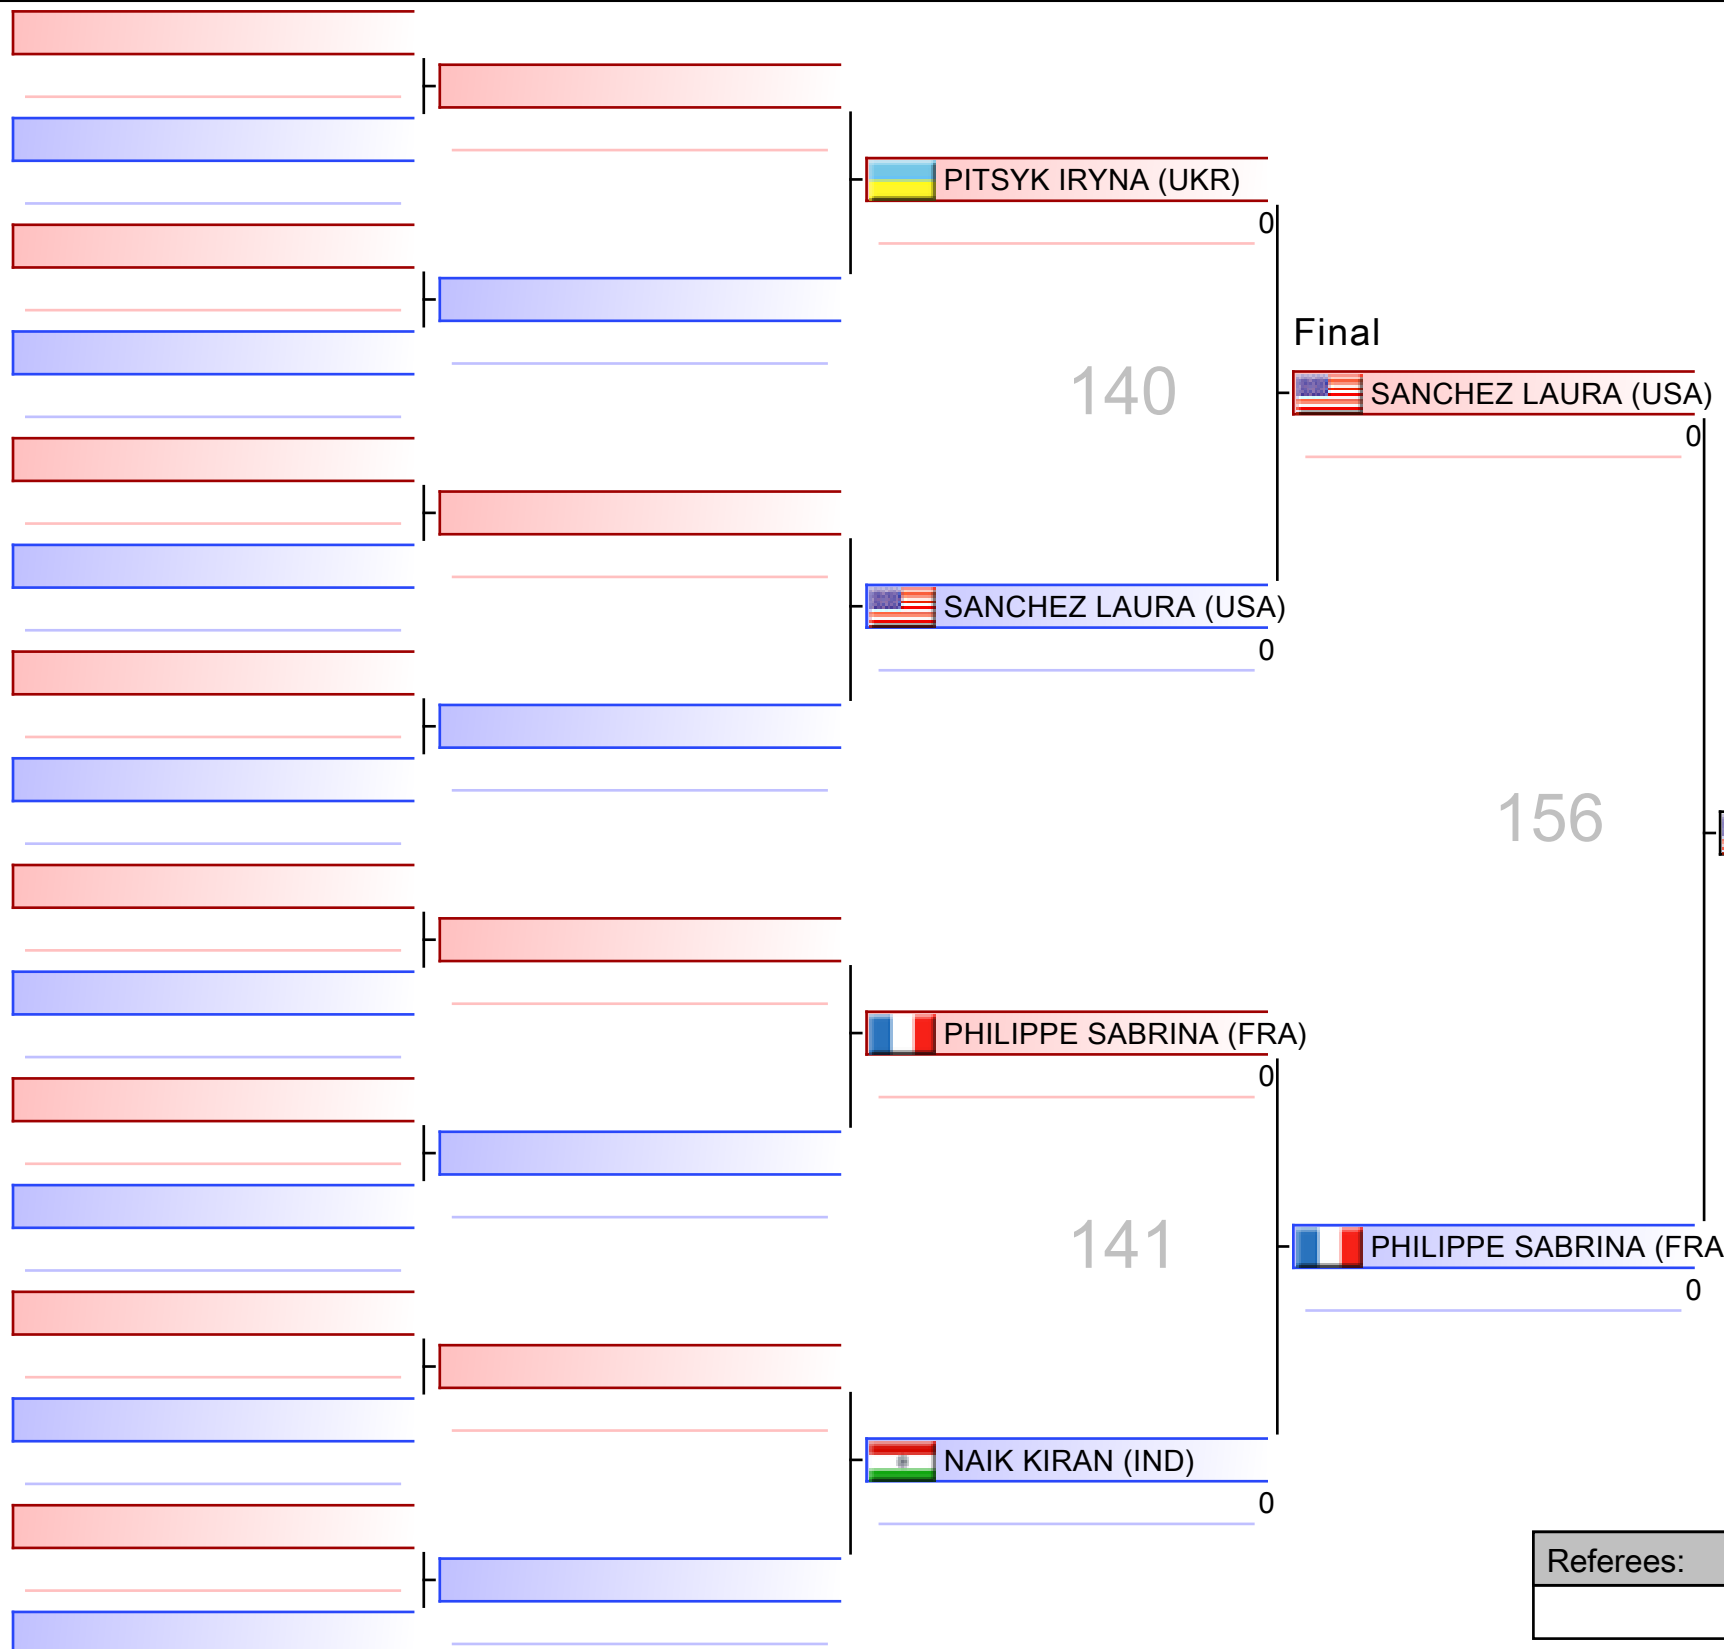 PITSYK IRYNA (UKR)
0
140
Final
SANCHEZ LAURA (USA)
0
SANCHEZ LAURA (USA)
0
156
PHILIPPE SABRINA (FRA)
0
141
PHILIPPE SABRINA (FRA
0
NAIK KIRAN (IND)
0
Referees: